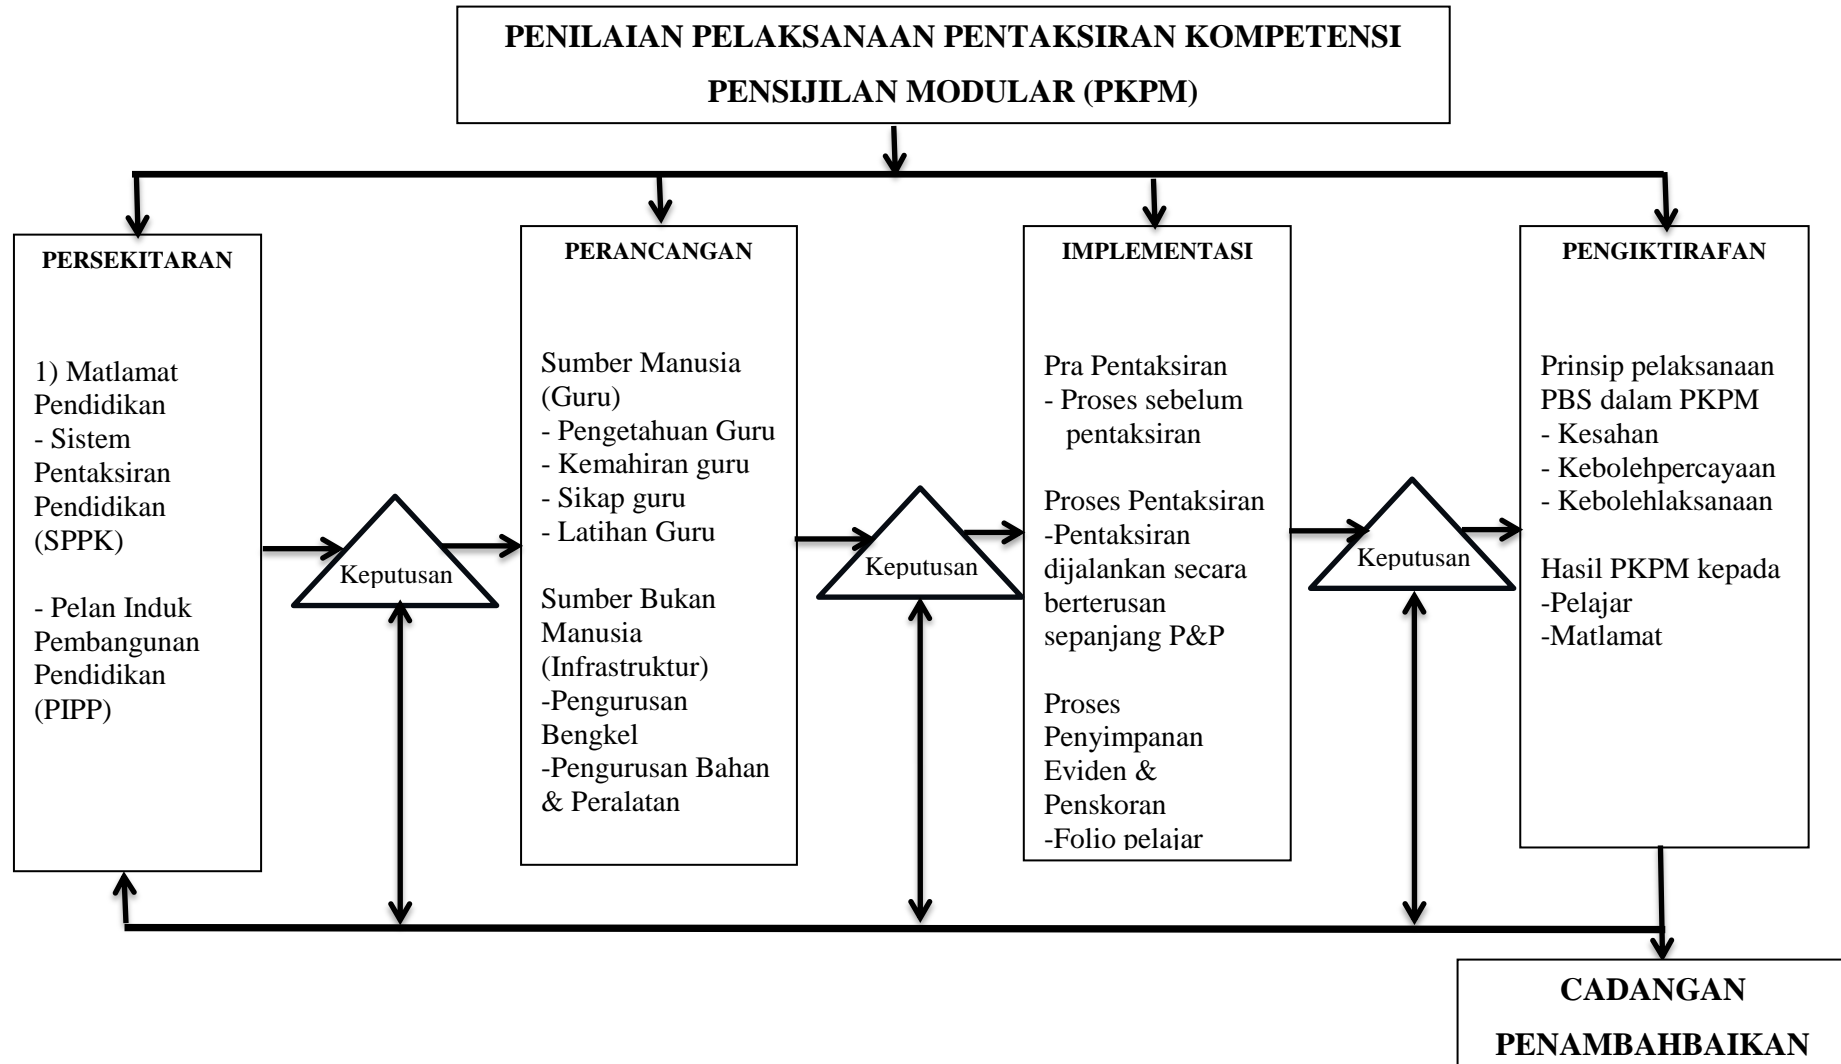 PENILAIAN PELAKSANAAN PENTAKSIRAN KOMPETENSI
PENSIJILAN MODULAR (PKPM)
PERSEKITARAN
1) Matlamat
Pendidikan
- Sistem
Pentaksiran
Pendidikan
(SPPK)
- Pelan Induk
Pembangunan
Pendidikan
(PIPP)
Keputusan
PERANCANGAN
Sumber Manusia
(Guru)
- Pengetahuan Guru
- Kemahiran guru
- Sikap guru
- Latihan Guru
Sumber Bukan
Manusia
(Infrastruktur)
-Pengurusan
Bengkel
-Pengurusan Bahan
& Peralatan
Keputusan
IMPLEMENTASI
Pra Pentaksiran
- Proses sebelum
pentaksiran
Proses Pentaksiran
-Pentaksiran
dijalankan secara
berterusan
sepanjang P&P
Proses
Penyimpanan
Eviden &
Penskoran
-Folio pelajar
Keputusan
PENGIKTIRAFAN
Prinsip pelaksanaan
PBS dalam PKPM
- Kesahan
- Kebolehpercayaan
- Kebolehlaksanaan
Hasil PKPM kepada
-Pelajar
-Matlamat
CADANGAN
PENAMBAHBAIKAN